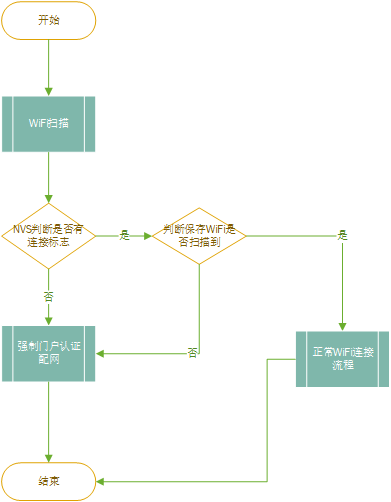 开始
WiFi扫描
NVS判断是否有
连接标志
是
判断保存WiFi是
否扫描到
是
否
否
强制门户认证
配网
正常WiFi连接
流程
结束